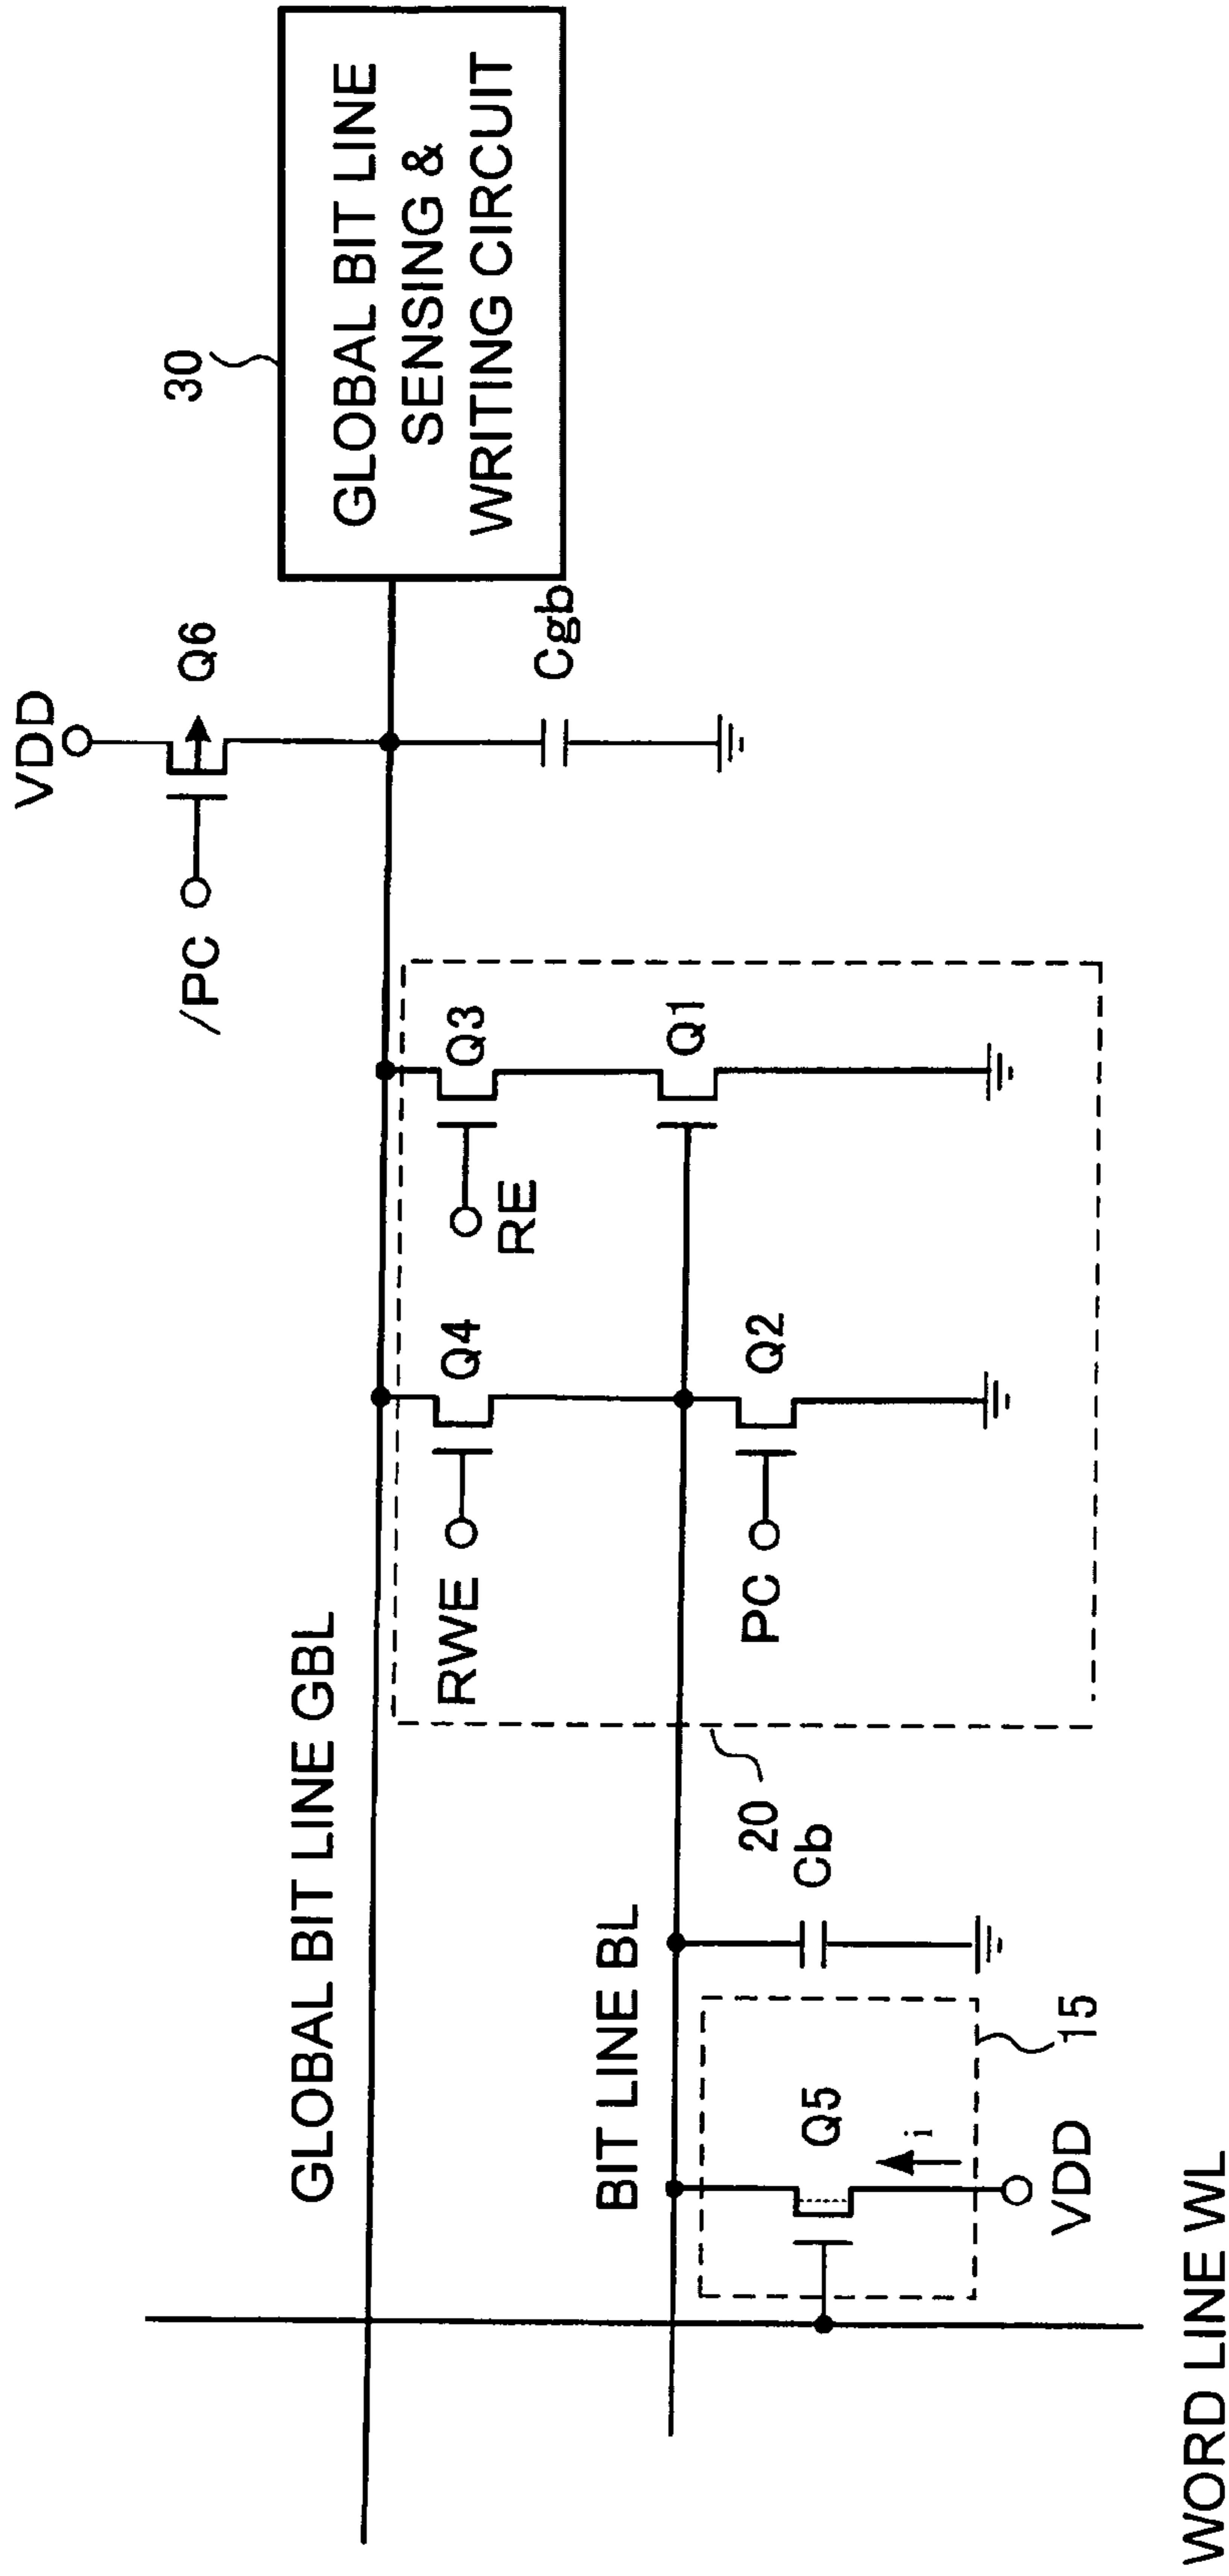 VDD
Q6
/PC
30
GLOBAL BIT LINE
SENSING &
WRITING CIRCUIT
Cgb
GLOBAL BIT LINE GBL
RWE
Q4
RE
Q3
Q1
PC
Q2
20
BIT LINE BL
Cb
Q5
i
15
VDD
WORD LINE WL